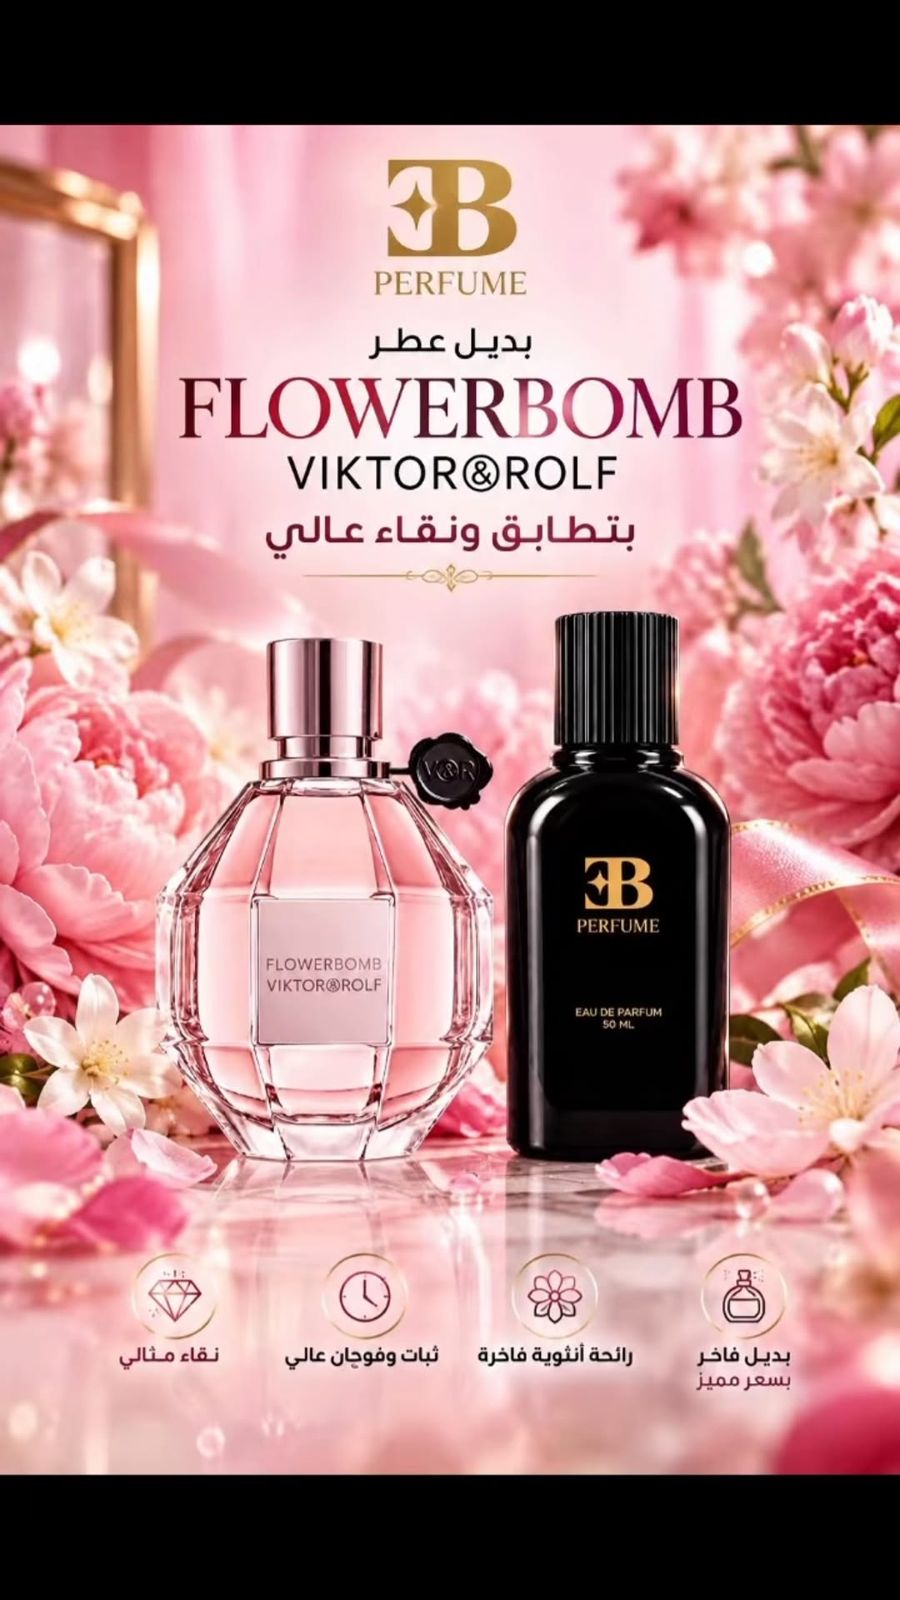 EB
PERFUME
بديل عطر
FLOWERBOMB
VIKTOR&ROLF
بتطابق ونقاء عالي
V&R
FLOWERBOMB
VIKTOR&ROLF
EB
PERFUME
EAU DE PARFUM
50 ML
بديل فاخر
بسعر مميز
رائحة أنثوية فاخرة
ثبات وفوچان عالي
نقاء مثالي